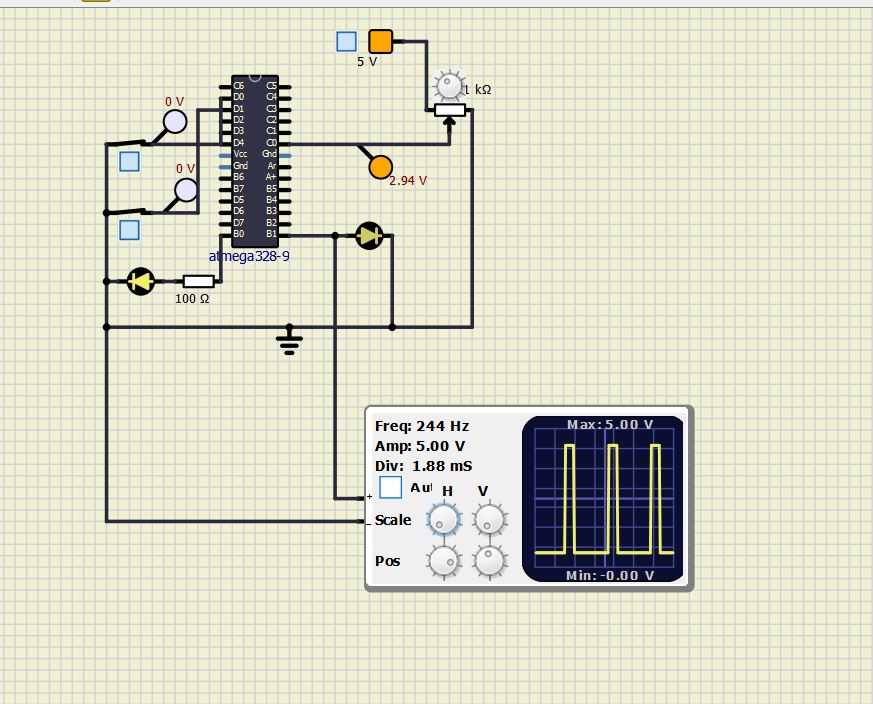 5 V
1 kΩ
0 V
0 V
C6 C5
D0 C4
D1 C3
D2 C2
D3 C1
D4 C0
Vcc Gnd
Gnd Ar
B6 A+
B7 B5
D5 B4
D6 B3
D7 B2
B0 B1
2.94 V
atmega328-9
100 Ω
Freq: 244 Hz
Amp: 5.00 V
Div: 1.88 mS
Au H V
+
- Scale
Pos
Max: 5.00 V
Min: -0.00 V